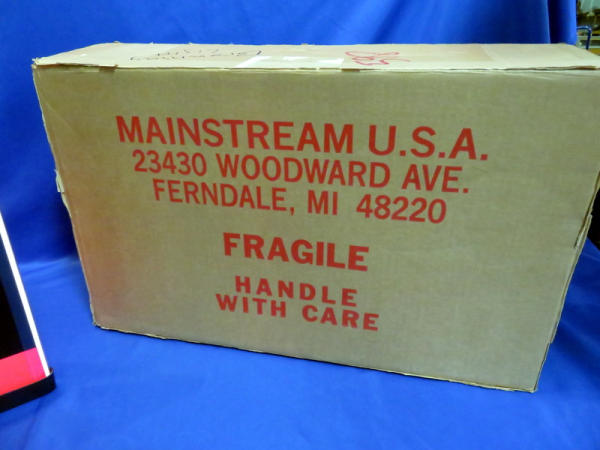 MAINSTREAM U.S.A.
23430 WOODWARD AVE.
FERNDALE, MI 48220
FRAGILE
HANDLE
WITH CARE